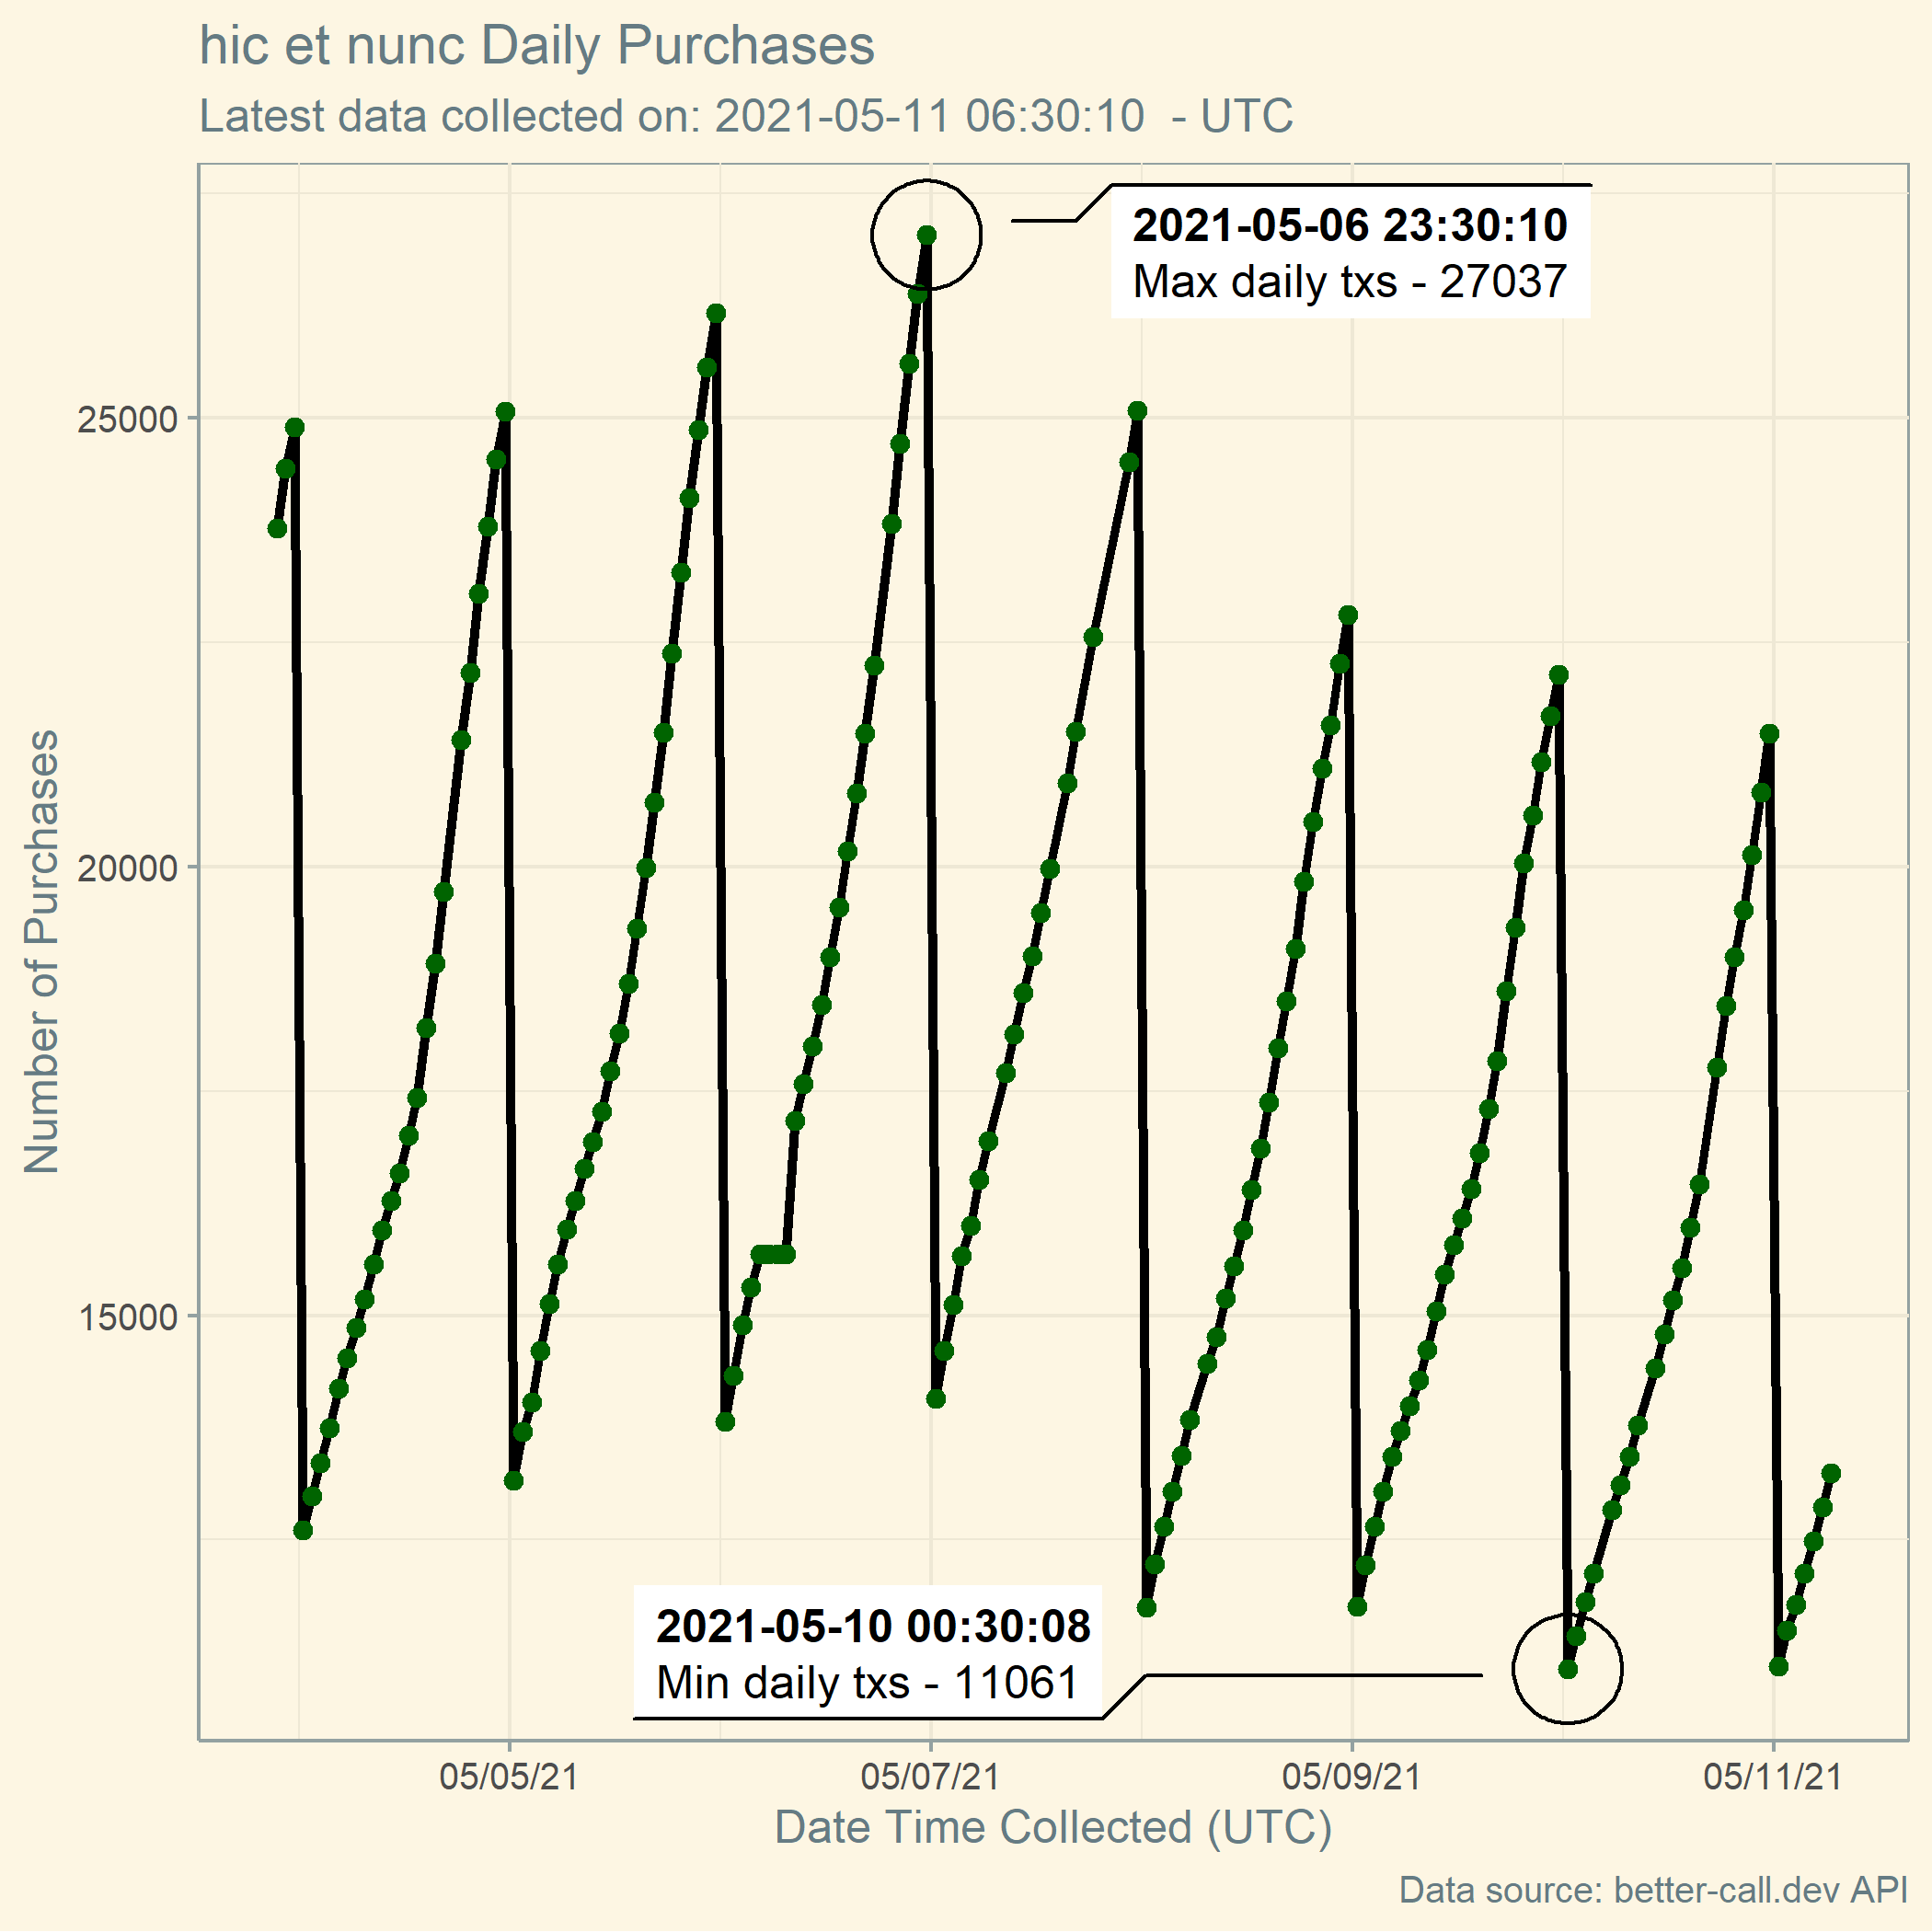 hic et nunc Daily Purchases
Latest data collected on: 2021-05-11 06:30:10  - UTC
2021-05-06 23:30:10
Max daily txs - 27037
25000
20000
15000
Number of Purchases
2021-05-10 00:30:08
Min daily txs - 11061
05/05/21
05/07/21
05/09/21
05/11/21
Date Time Collected (UTC)
Data source: better-call.dev API